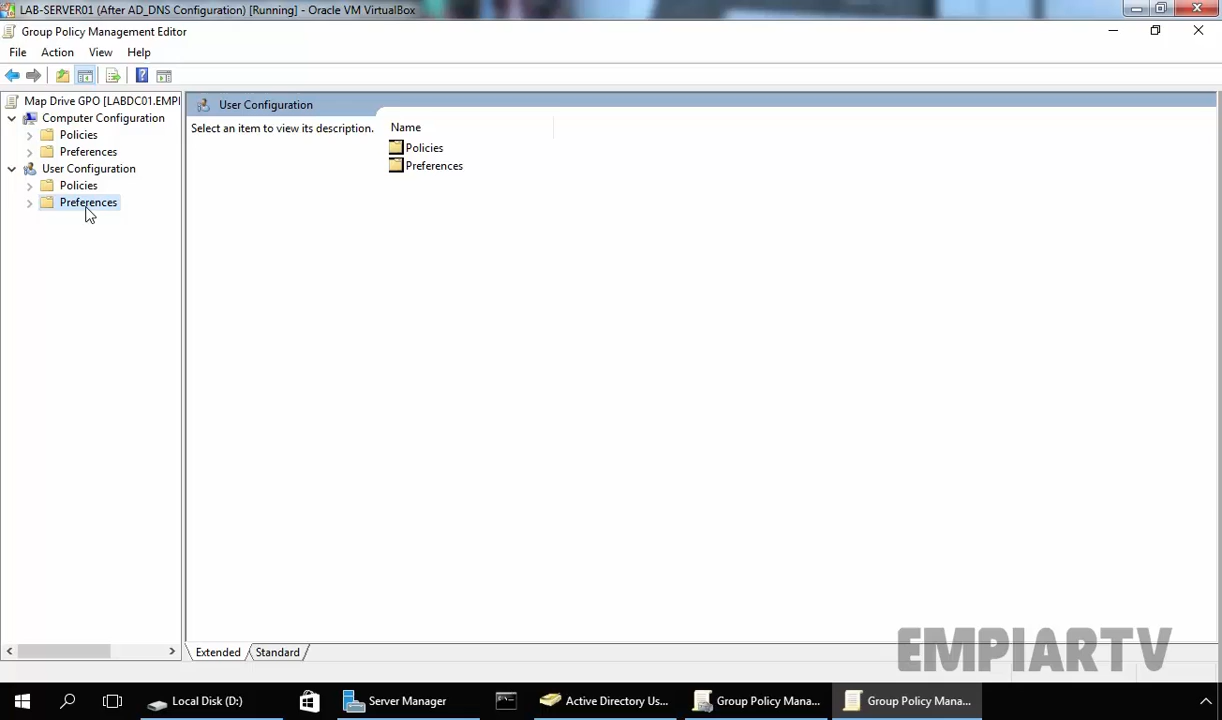 LAB-SERVER01 (After AD_DNS Configuration) [Running] - Oracle VM VirtualBox
Group Policy Management Editor
File Action View Help
Map Drive GPO [LABDC01.EMPI
Computer Configuration
Policies
Preferences
User Configuration
Policies
Preferences
User Configuration
Select an item to view its description.
Name
Policies
Preferences
Extended Standard
EMPIARTV
Local Disk (D:) Server Manager Active Directory Us... Group Policy Mana... Group Policy Mana...